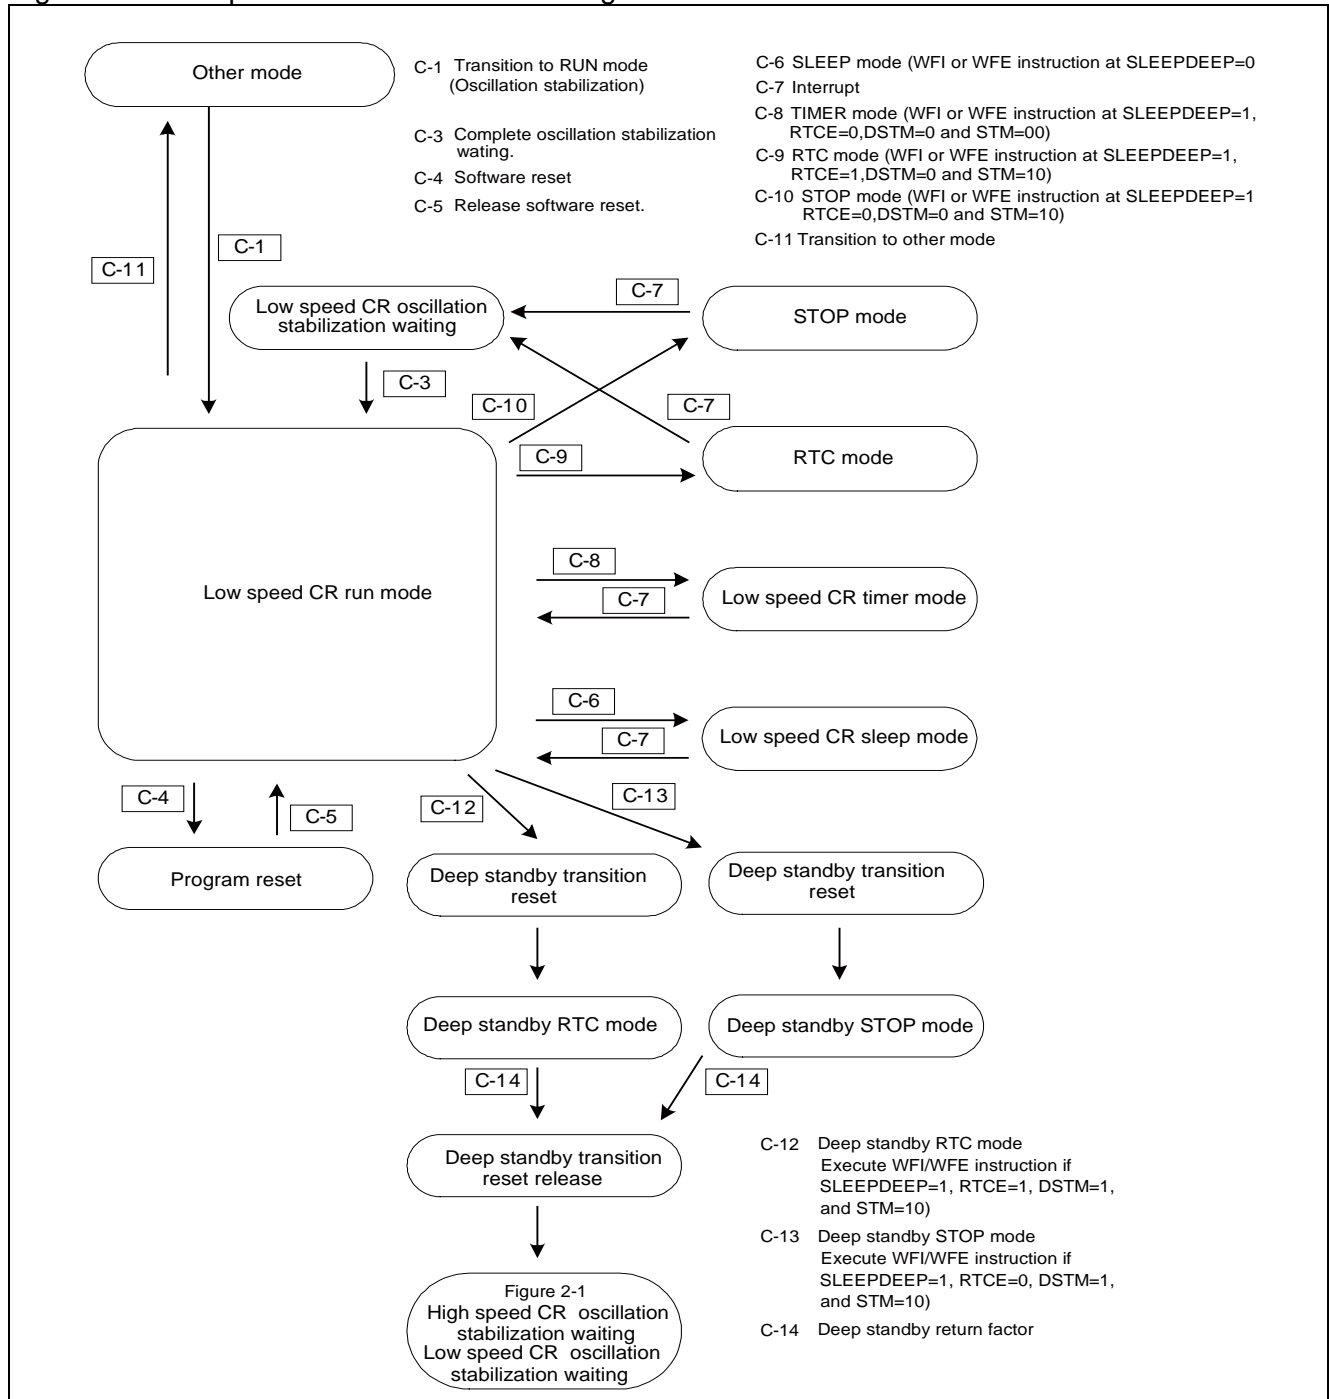 Other mode
C-1 Transition to RUN mode
(Oscillation stabilization)
C-3 Complete oscillation stabilization
wating.
C-4 Software reset
C-5 Release software reset.
C-6 SLEEP mode (WFI or WFE instruction at SLEEPDEEP=0
C-7 Interrupt
C-8 TIMER mode (WFI or WFE instruction at SLEEPDEEP=1,
RTCE=0,DSTM=0 and STM=00)
C-9 RTC mode (WFI or WFE instruction at SLEEPDEEP=1,
RTCE=1,DSTM=0 and STM=10)
C-10 STOP mode (WFI or WFE instruction at SLEEPDEEP=1
RTCE=0,DSTM=0 and STM=10)
C-11 Transition to other mode
C-1
C-11
Low speed CR oscillation
stabilization waiting
C-7
STOP mode
C-3
C-10
C-7
C-9
RTC mode
C-8
C-7
Low speed CR timer mode
Low speed CR run mode
C-6
C-7
Low speed CR sleep mode
C-4
C-5
C-12
C-13
Program reset
Deep standby transition
reset
Deep standby transition
reset
Deep standby RTC mode
Deep standby STOP mode
C-14
C-14
Deep standby transition
reset release
C-12 Deep standby RTC mode
Execute WFI/WFE instruction if
SLEEPDEEP=1, RTCE=1, DSTM=1,
and STM=10)
C-13 Deep standby STOP mode
Execute WFI/WFE instruction if
SLEEPDEEP=1, RTCE=0, DSTM=1,
and STM=10)
C-14 Deep standby return factor
Figure 2-1
High speed CR oscillation
stabilization waiting
Low speed CR oscillation
stabilization waiting